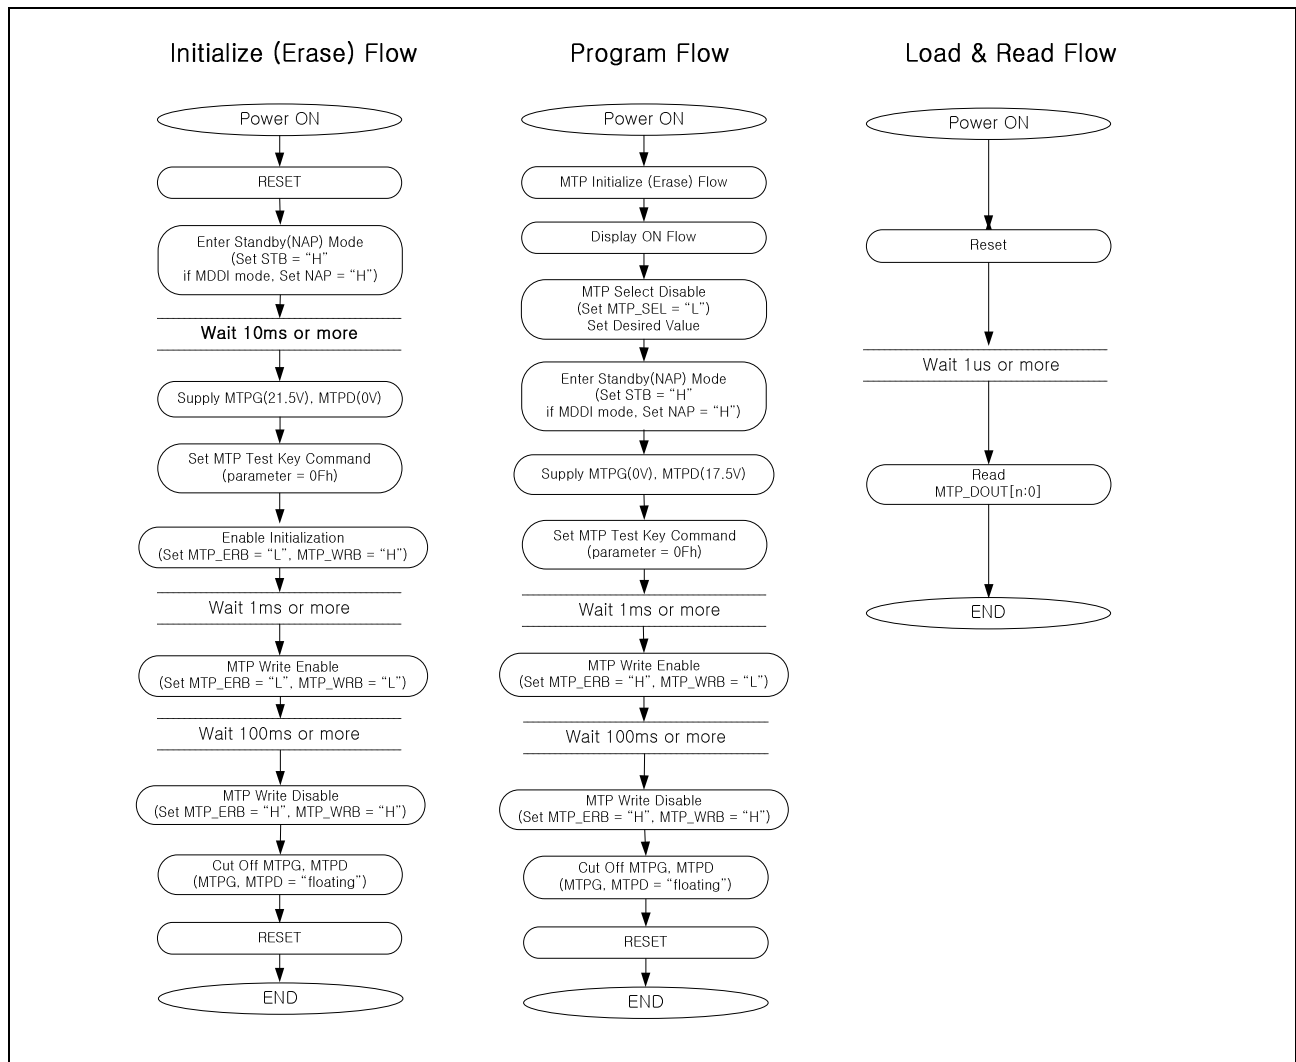 Initialize (Erase) Flow
Power ON
RESET
Enter Standby(NAP) Mode
(Set STB = “H”
if MDDI mode, Set NAP = “H”)
Wait 10ms or more
Supply MTPG(21.5V), MTPD(0V)
Set MTP Test Key Command
(parameter = 0Fh)
Enable Initialization
(Set MTP_ERB = “L”, MTP_WRB = “H”)
Wait 1ms or more
MTP Write Enable
(Set MTP_ERB = “L”, MTP_WRB = “L”)
Wait 100ms or more
MTP Write Disable
(Set MTP_ERB = “H”, MTP_WRB = “H”)
Cut Off MTPG, MTPD
(MTPG, MTPD = “floating”)
RESET
END
Program Flow
Power ON
MTP Initialize (Erase) Flow
Display ON Flow
MTP Select Disable
(Set MTP_SEL = “L”)
Set Desired Value
Enter Standby(NAP) Mode
(Set STB = “H”
if MDDI mode, Set NAP = “H”)
Supply MTPG(0V), MTPD(17.5V)
Set MTP Test Key Command
(parameter = 0Fh)
Wait 1ms or more
MTP Write Enable
(Set MTP_ERB = “H”, MTP_WRB = “L”)
Wait 100ms or more
MTP Write Disable
(Set MTP_ERB = “H”, MTP_WRB = “H”)
Cut Off MTPG, MTPD
(MTPG, MTPD = “floating”)
RESET
END
Load & Read Flow
Power ON
Reset
Wait 1us or more
Read
MTP_DOUT[n:0]
END